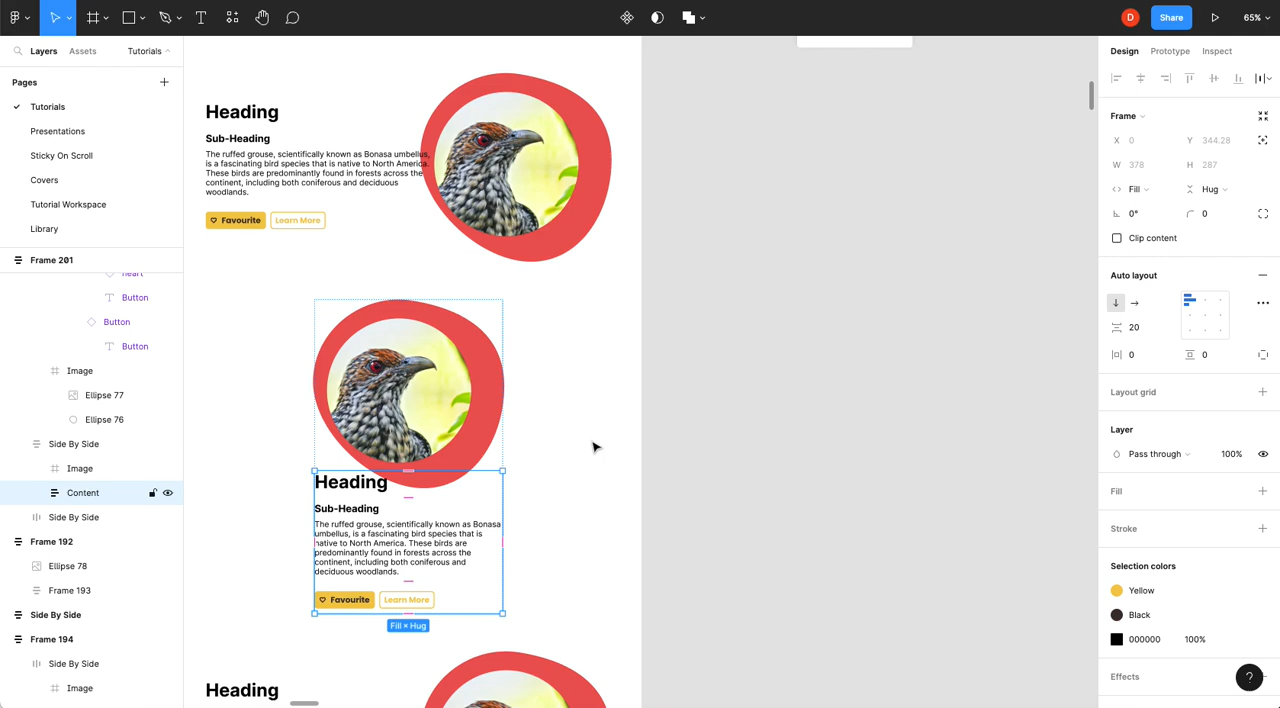 D
Share
65%
Layers
Assets
Tutorials
Pages
Tutorials
Presentations
Sticky On Scroll
Covers
Tutorial Workspace
Library
Frame 201
heart
Button
Button
Button
Image
Ellipse 77
Ellipse 76
Side By Side
Image
Content
Side By Side
Frame 192
Ellipse 78
Frame 193
Side By Side
Frame 194
Side By Side
Image
Heading
Sub-Heading
The ruffed grouse, scientifically known as Bonasa umbellus,
is a fascinating bird species that is native to North America.
These birds are predominantly found in forests across the
continent, including both coniferous and deciduous
woodlands.
Favourite
Learn More
Heading
Sub-Heading
The ruffed grouse, scientifically known as Bonasa
umbellus, is a fascinating bird species that is
native to North America. These birds are
predominantly found in forests across the
continent, including both coniferous and
deciduous woodlands.
Favourite
Learn More
Fill × Hug
Heading
Design
Prototype
Inspect
Frame
X 0
Y 344.28
W 378
H 287
Fill
Hug
0°
0
Clip content
Auto layout
20
0
0
Layout grid
Layer
Pass through
100%
Fill
Stroke
Selection colors
Yellow
Black
000000 100%
Effects
?